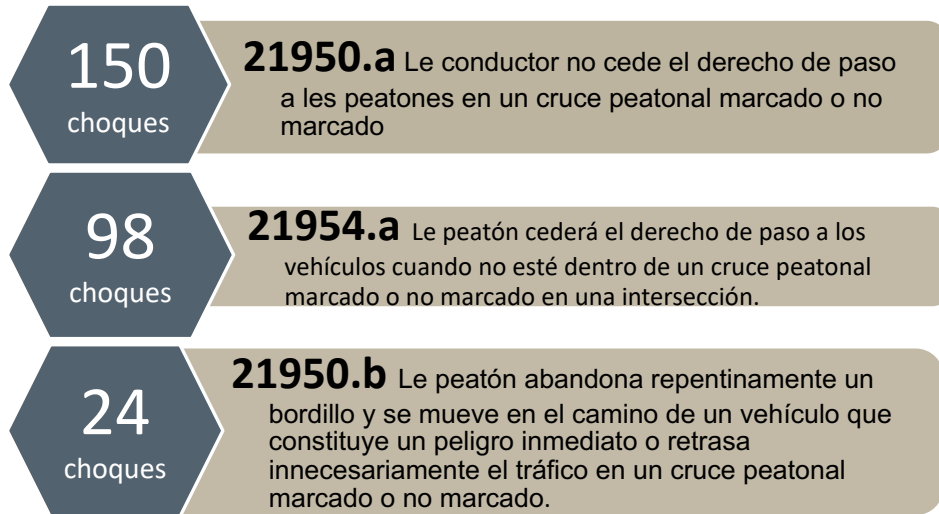 150
choques
21950.a Le conductor no cede el derecho de paso
a les peatones en un cruce peatonal marcado o no
marcado
98
choques
21954.a Le peatón cederá el derecho de paso a los
vehículos cuando no esté dentro de un cruce peatonal
marcado o no marcado en una intersección.
24
choques
21950.b Le peatón abandona repentinamente un
bordillo y se mueve en el camino de un vehículo que
constituye un peligro inmediato o retrasa
innecesariamente el tráfico en un cruce peatonal
marcado o no marcado.